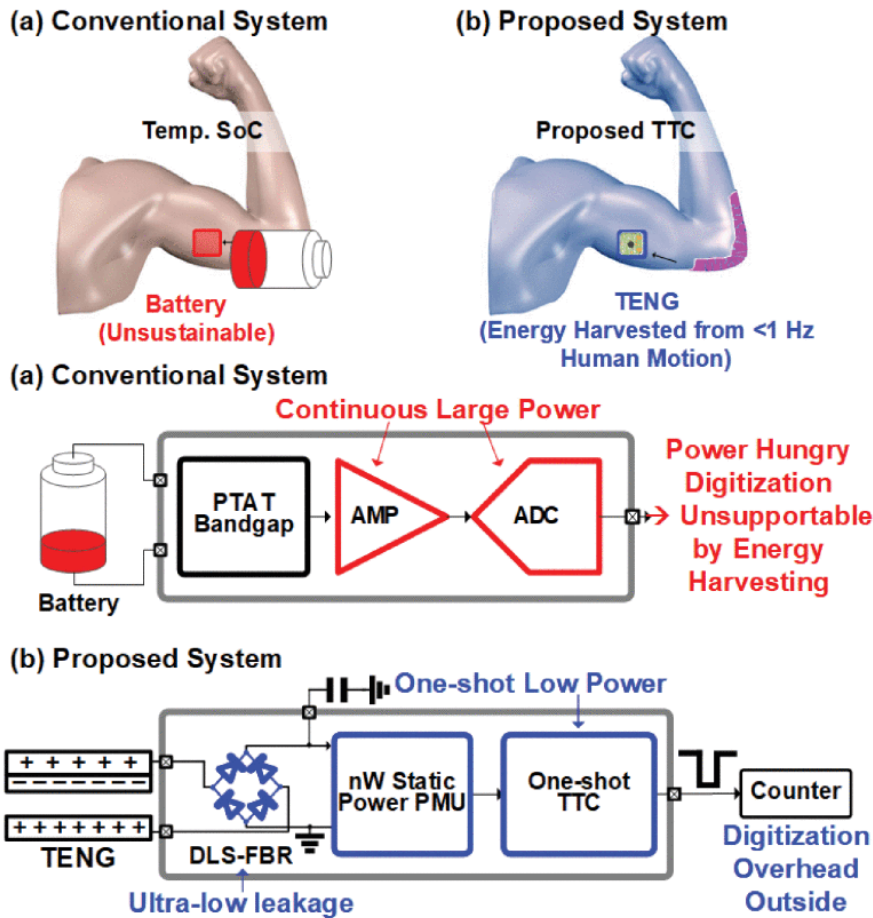 (a) Conventional System
(b) Proposed System
Temp. SoC
Proposed TTC
Battery
(Unsustainable)
TENG
(Energy Harvested from <1 Hz
Human Motion)
(a) Conventional System
Continuous Large Power
PTAT
Bandgap
AMP
ADC
Power Hungry
Digitization
Unsupportable
by Energy
Harvesting
Battery
(b) Proposed System
One-shot Low Power
+ + + + +
− − − − − − −
+ + + + + + +
TENG
DLS-FBR
nW Static
Power PMU
One-shot
TTC
Counter
Ultra-low leakage
Digitization
Overhead
Outside